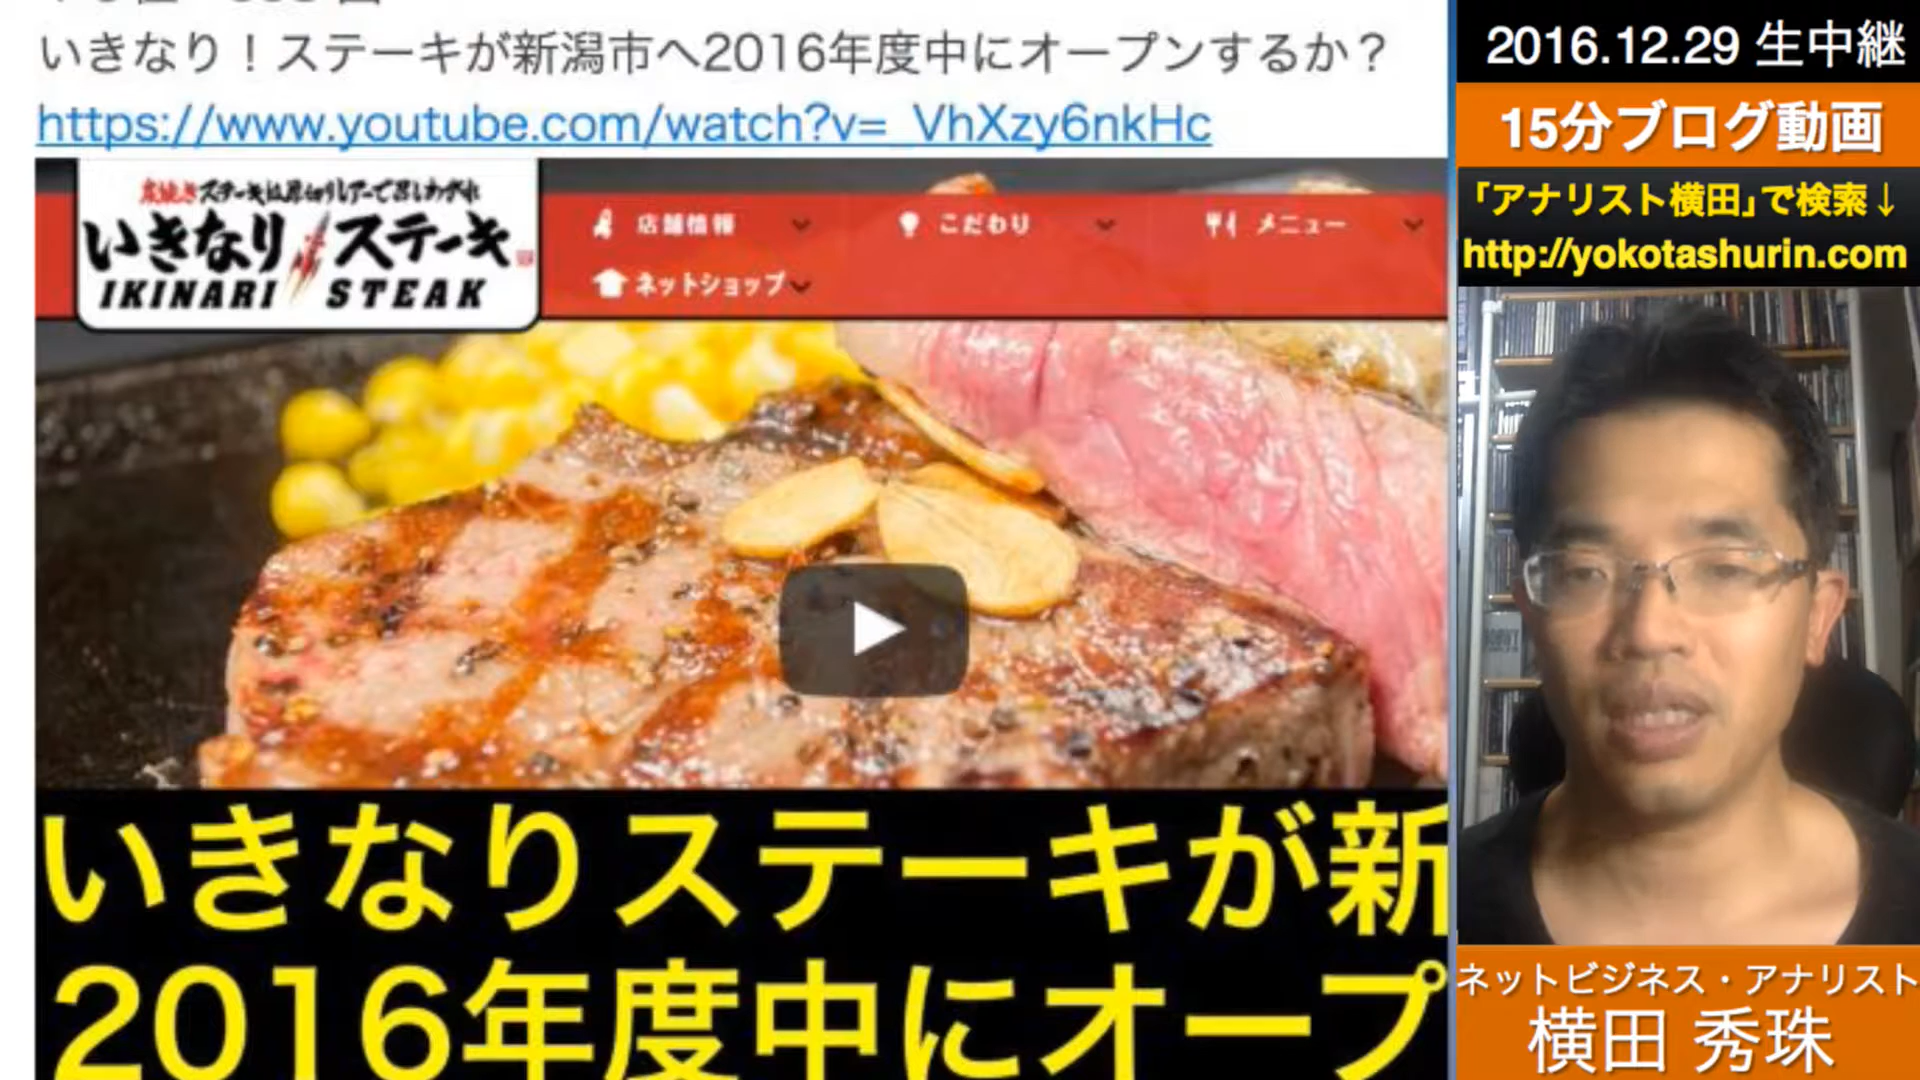 いきなり！ステーキが新潟市へ2016年度中にオープンするか？
https://www.youtube.com/watch?v=_VhXzy6nkHc
いきなりステーキ
IKINARI STEAK
店舗情報
こだわり
メニュー
ネットショップ
いきなりステーキが新
2016年度中にオープ
2016.12.29 生中継
15分ブログ動画
「アナリスト横田」で検索↓
http://yokotashurin.com
ネットビジネス・アナリスト
横田 秀珠